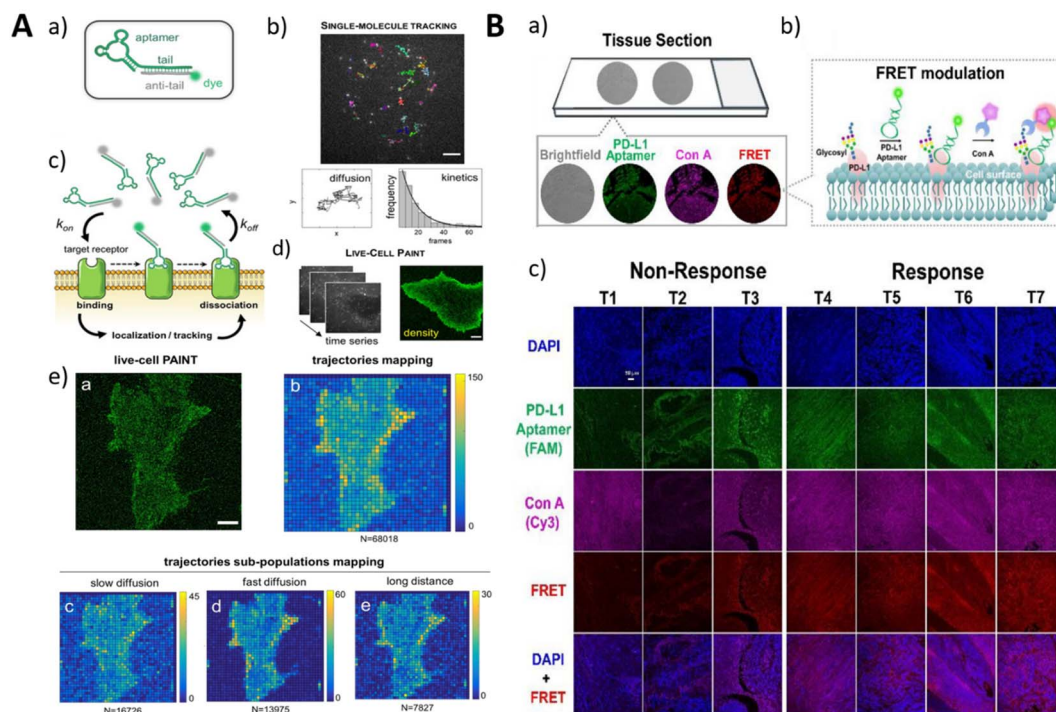 A
a)
aptamer
tail
anti-tail
dye
b)
SINGLE-MOLECULE TRACKING
diffusion
y
x
kinetics
frequency
20
40
60
frames
c)
kon
koff
target receptor
binding
dissociation
localization / tracking
d)
LIVE-CELL PAINT
time series
density
e)
live-cell PAINT
a
trajectories mapping
b
150
0
N=68018
trajectories sub-populations mapping
slow diffusion
fast diffusion
long distance
c
45
0
d
60
0
e
30
0
N=16726
N=13975
N=7827
B
a)
Tissue Section
Brightfield
PD-L1
Aptamer
Con A
FRET
b)
FRET modulation
Glycosyl
PD-L1
PD-L1
Aptamer
Con A
Cell surface
c)
Non-Response
Response
T1
T2
T3
T4
T5
T6
T7
DAPI
PD-L1
Aptamer
(FAM)
Con A
(Cy3)
FRET
DAPI
+
FRET